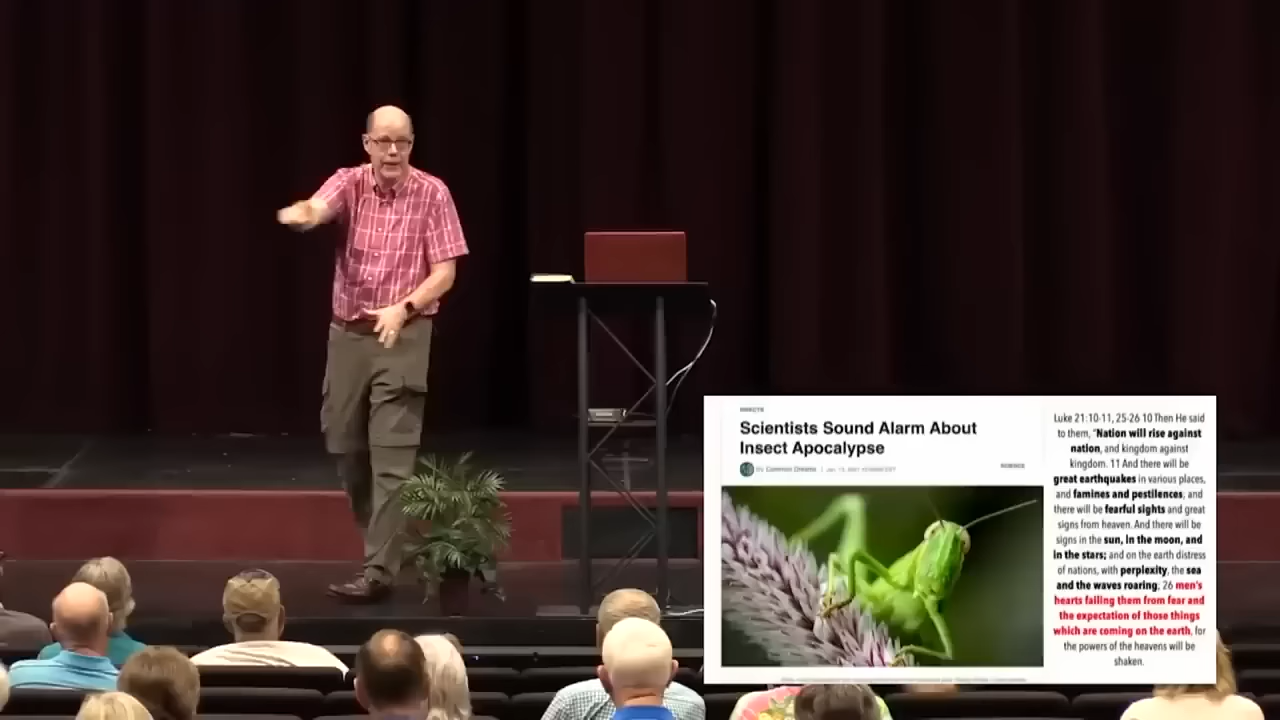 INSECTS
Scientists Sound Alarm About
Insect Apocalypse
By Common Dreams
SCIENCE
Luke 21:10-11, 25-26 10 Then He said
to them, "Nation will rise against
nation, and kingdom against
kingdom. 11 And there will be
great earthquakes in various places,
and famines and pestilences; and
there will be fearful sights and great
signs from heaven. And there will be
signs in the sun, in the moon, and
in the stars; and on the earth distress
of nations, with perplexity, the sea
and the waves roaring; 26 men's
hearts failing them from fear and
the expectation of those things
which are coming on the earth, for
the powers of the heavens will be
shaken.